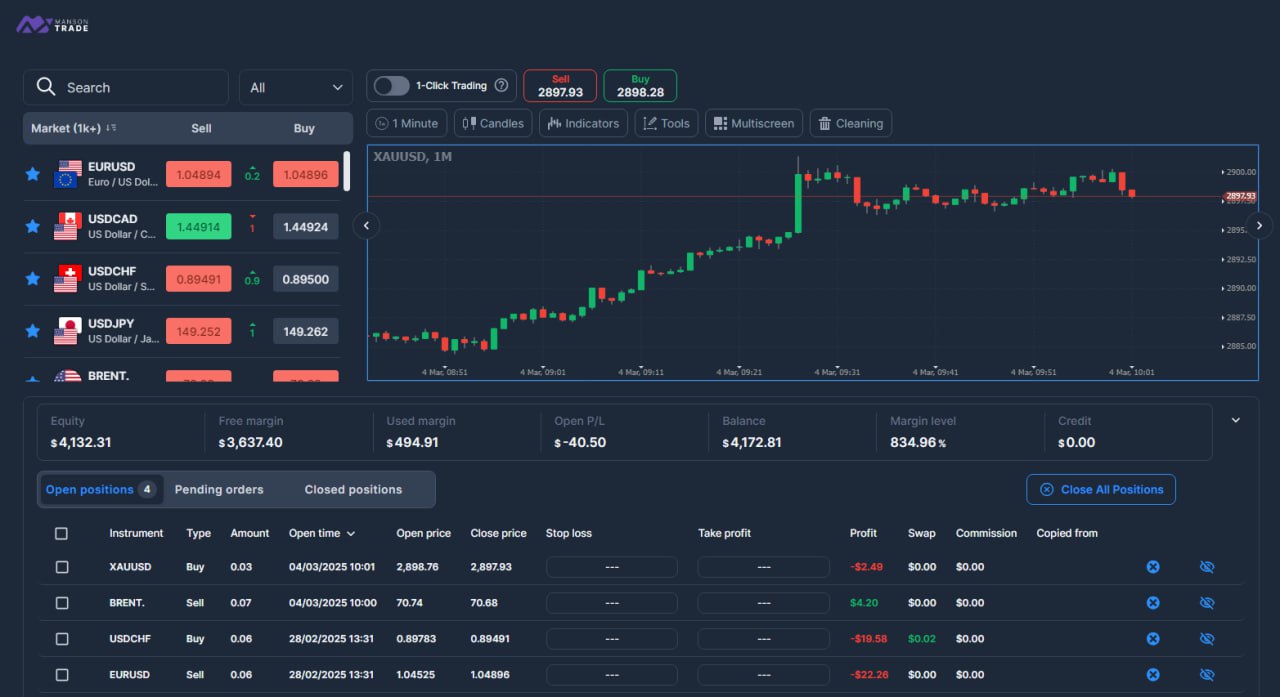 MANSON
TRADE
Search
All
1-Click Trading
Sell
2897.93
Buy
2898.28
Market (1k+) Sell Buy
1 Minute Candles Indicators Tools Multiscreen Cleaning
EURUSD
Euro / US Dol...
1.04894 0.2 1.04896
USDCAD
US Dollar / C...
1.44914 1 1.44924
USDCHF
US Dollar / S...
0.89491 0.9 0.89500
USDJPY
US Dollar / Ja...
149.252 1 149.262
BRENT.
XAUUSD, 1M
2900.00
2897.93
2892.50
2890.00
2887.50
2885.00
4 Mar, 08:51 4 Mar, 09:01 4 Mar, 09:11 4 Mar, 09:21 4 Mar, 09:31 4 Mar, 09:41 4 Mar, 09:51 4 Mar, 10:01
Equity Free margin Used margin Open P/L Balance Margin level Credit
$4,132.31 $3,637.40 $494.91 $-40.50 $4,172.81 834.96% $0.00
Open positions 4 Pending orders Closed positions Close All Positions
Instrument Type Amount Open time Open price Close price Stop loss Take profit Profit Swap Commission Copied from
XAUUSD Buy 0.03 04/03/2025 10:01 2,898.76 2,897.93 --- --- -$2.49 $0.00 $0.00
BRENT. Sell 0.07 04/03/2025 10:00 70.74 70.68 --- --- $4.20 $0.00 $0.00
USDCHF Buy 0.06 28/02/2025 13:31 0.89783 0.89491 --- --- -$19.58 $0.02 $0.00
EURUSD Sell 0.06 28/02/2025 13:31 1.04525 1.04896 --- --- -$22.26 $0.00 $0.00